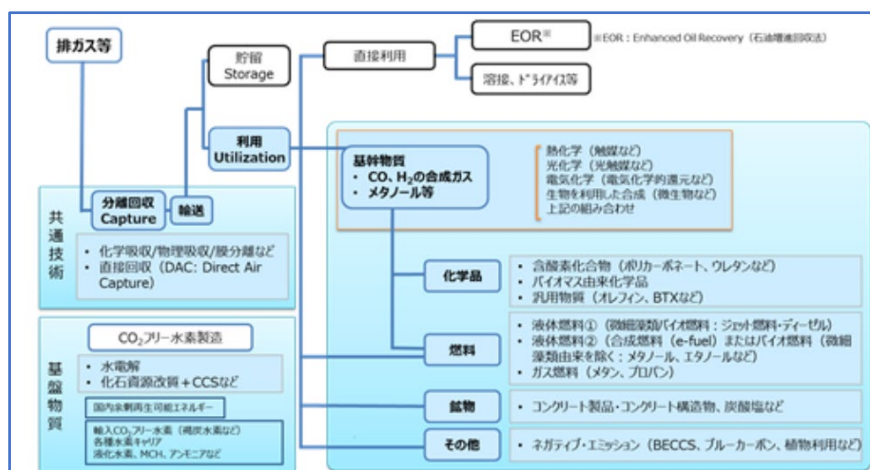 排ガス等
貯留
Storage
直接利用
EOR※
※EOR：Enhanced Oil Recovery（石油増進回収法）
溶接、ドライアイス等
利用
Utilization
基幹物質
• CO、H₂の合成ガス
• メタノール等
熱化学（触媒など）
光化学（光触媒など）
電気化学（電気化学的還元など）
生物を利用した合成（微生物など）
上記の組み合わせ
共通技術
分離回収
Capture
輸送
• 化学吸収/物理吸収/膜分離など
• 直接回収（DAC: Direct Air
Capture）
化学品
• 含酸素化合物（ポリカーボネート、ウレタンなど）
• バイオマス由来化学品
• 汎用物質（オレフィン、BTXなど）
燃料
• 液体燃料①（微細藻類バイオ燃料：ジェット燃料・ディーゼル）
• 液体燃料②（合成燃料（e-fuel）またはバイオ燃料（微細
藻類由来を除く：メタノール、エタノールなど）
• ガス燃料（メタン、プロパン）
鉱物
• コンクリート製品・コンクリート構造物、炭酸塩など
その他
• ネガティブ・エミッション（BECCS、ブルーカーボン、植物利用など）
基盤物質
CO₂フリー水素製造
• 水電解
• 化石資源改質+CCSなど
国内余剰再生可能エネルギー
輸入CO₂フリー水素（褐炭水素など）
各種水素キャリア
液化水素、MCH、アンモニアなど